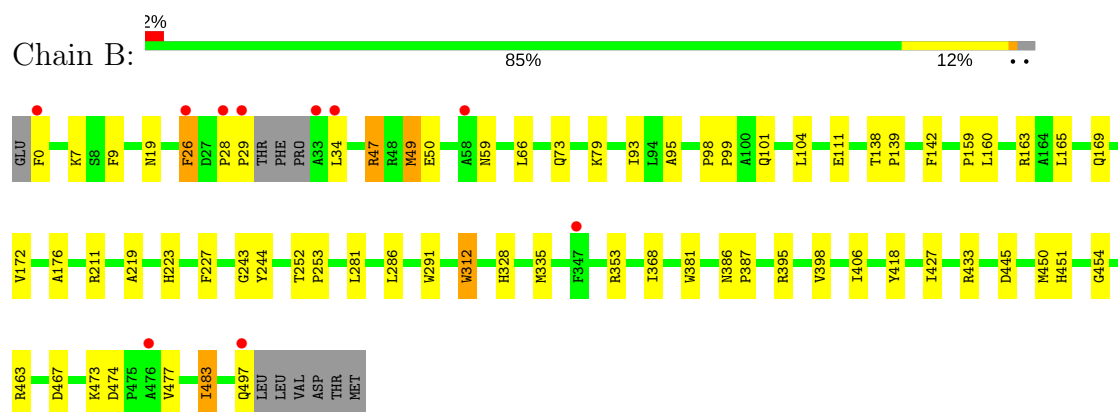 2%
Chain B:
85% 12% • •
GLU F0 K7 S8 F9 N19 F26 D27 P28 P29 THR PHE PRO A33 L34 R47 R48 M49 E50 A58 N59 L66 Q73 K79 I93 L94 A95 P98 P99 A100 Q101 L104 E111 T138 P139 F142 P159 L160 R163 A164 L165 Q169
V172 A176 R211 A219 H223 F227 G243 Y244 T252 P253 L281 L286 W291 W312 H328 M335 F347 R353 I368 W381 N386 P387 R395 V398 I406 Y418 I427 R433 D445 M450 H451 G454
R463 D467 K473 D474 P475 A476 V477 I483 Q497 LEU LEU VAL ASP THR MET